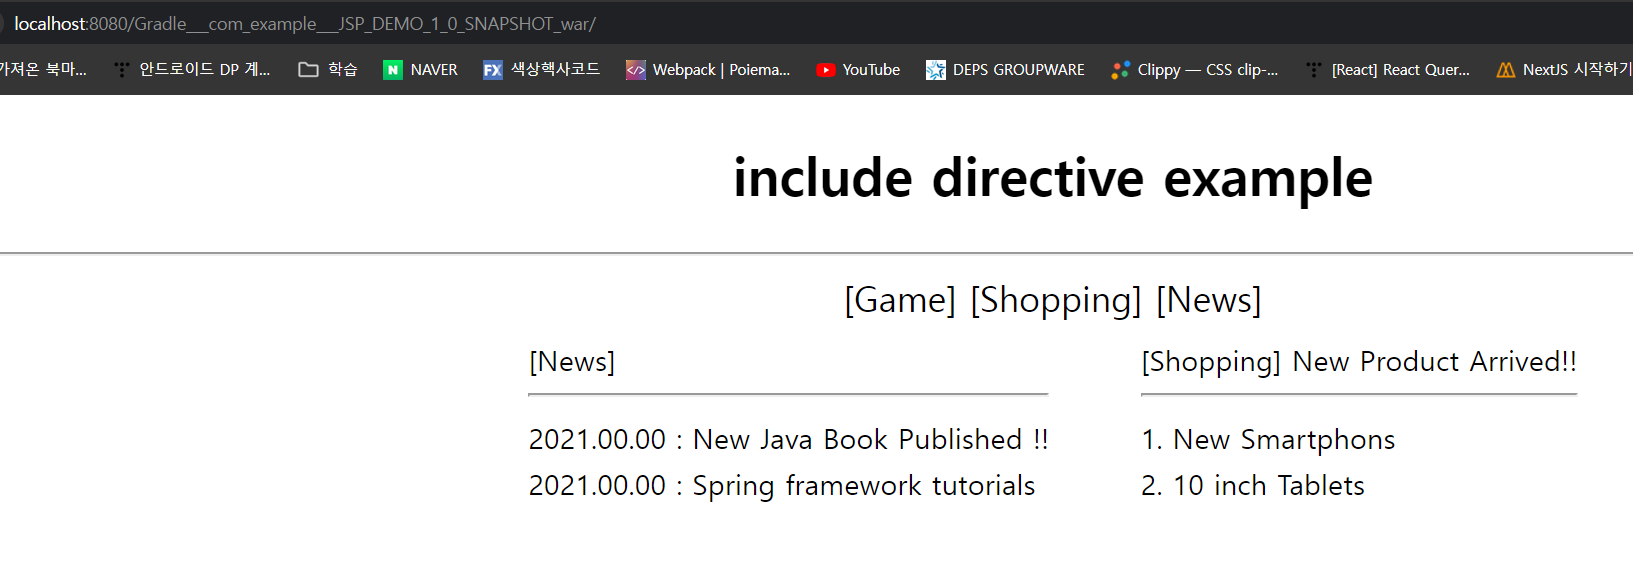 localhost:8080/Gradle___com_example___JSP_DEMO_1_0_SNAPSHOT_war/
가져온 북마... 안드로이드 DP 계... 학습 NAVER 색상헥사코드 Webpack | Poiema... YouTube DEPS GROUPWARE Clippy — CSS clip-... [React] React Quer... NextJS 시작하기
include directive example
[Game] [Shopping] [News]
[News]
2021.00.00 : New Java Book Published !!
2021.00.00 : Spring framework tutorials
[Shopping] New Product Arrived!!
1. New Smartphons
2. 10 inch Tablets